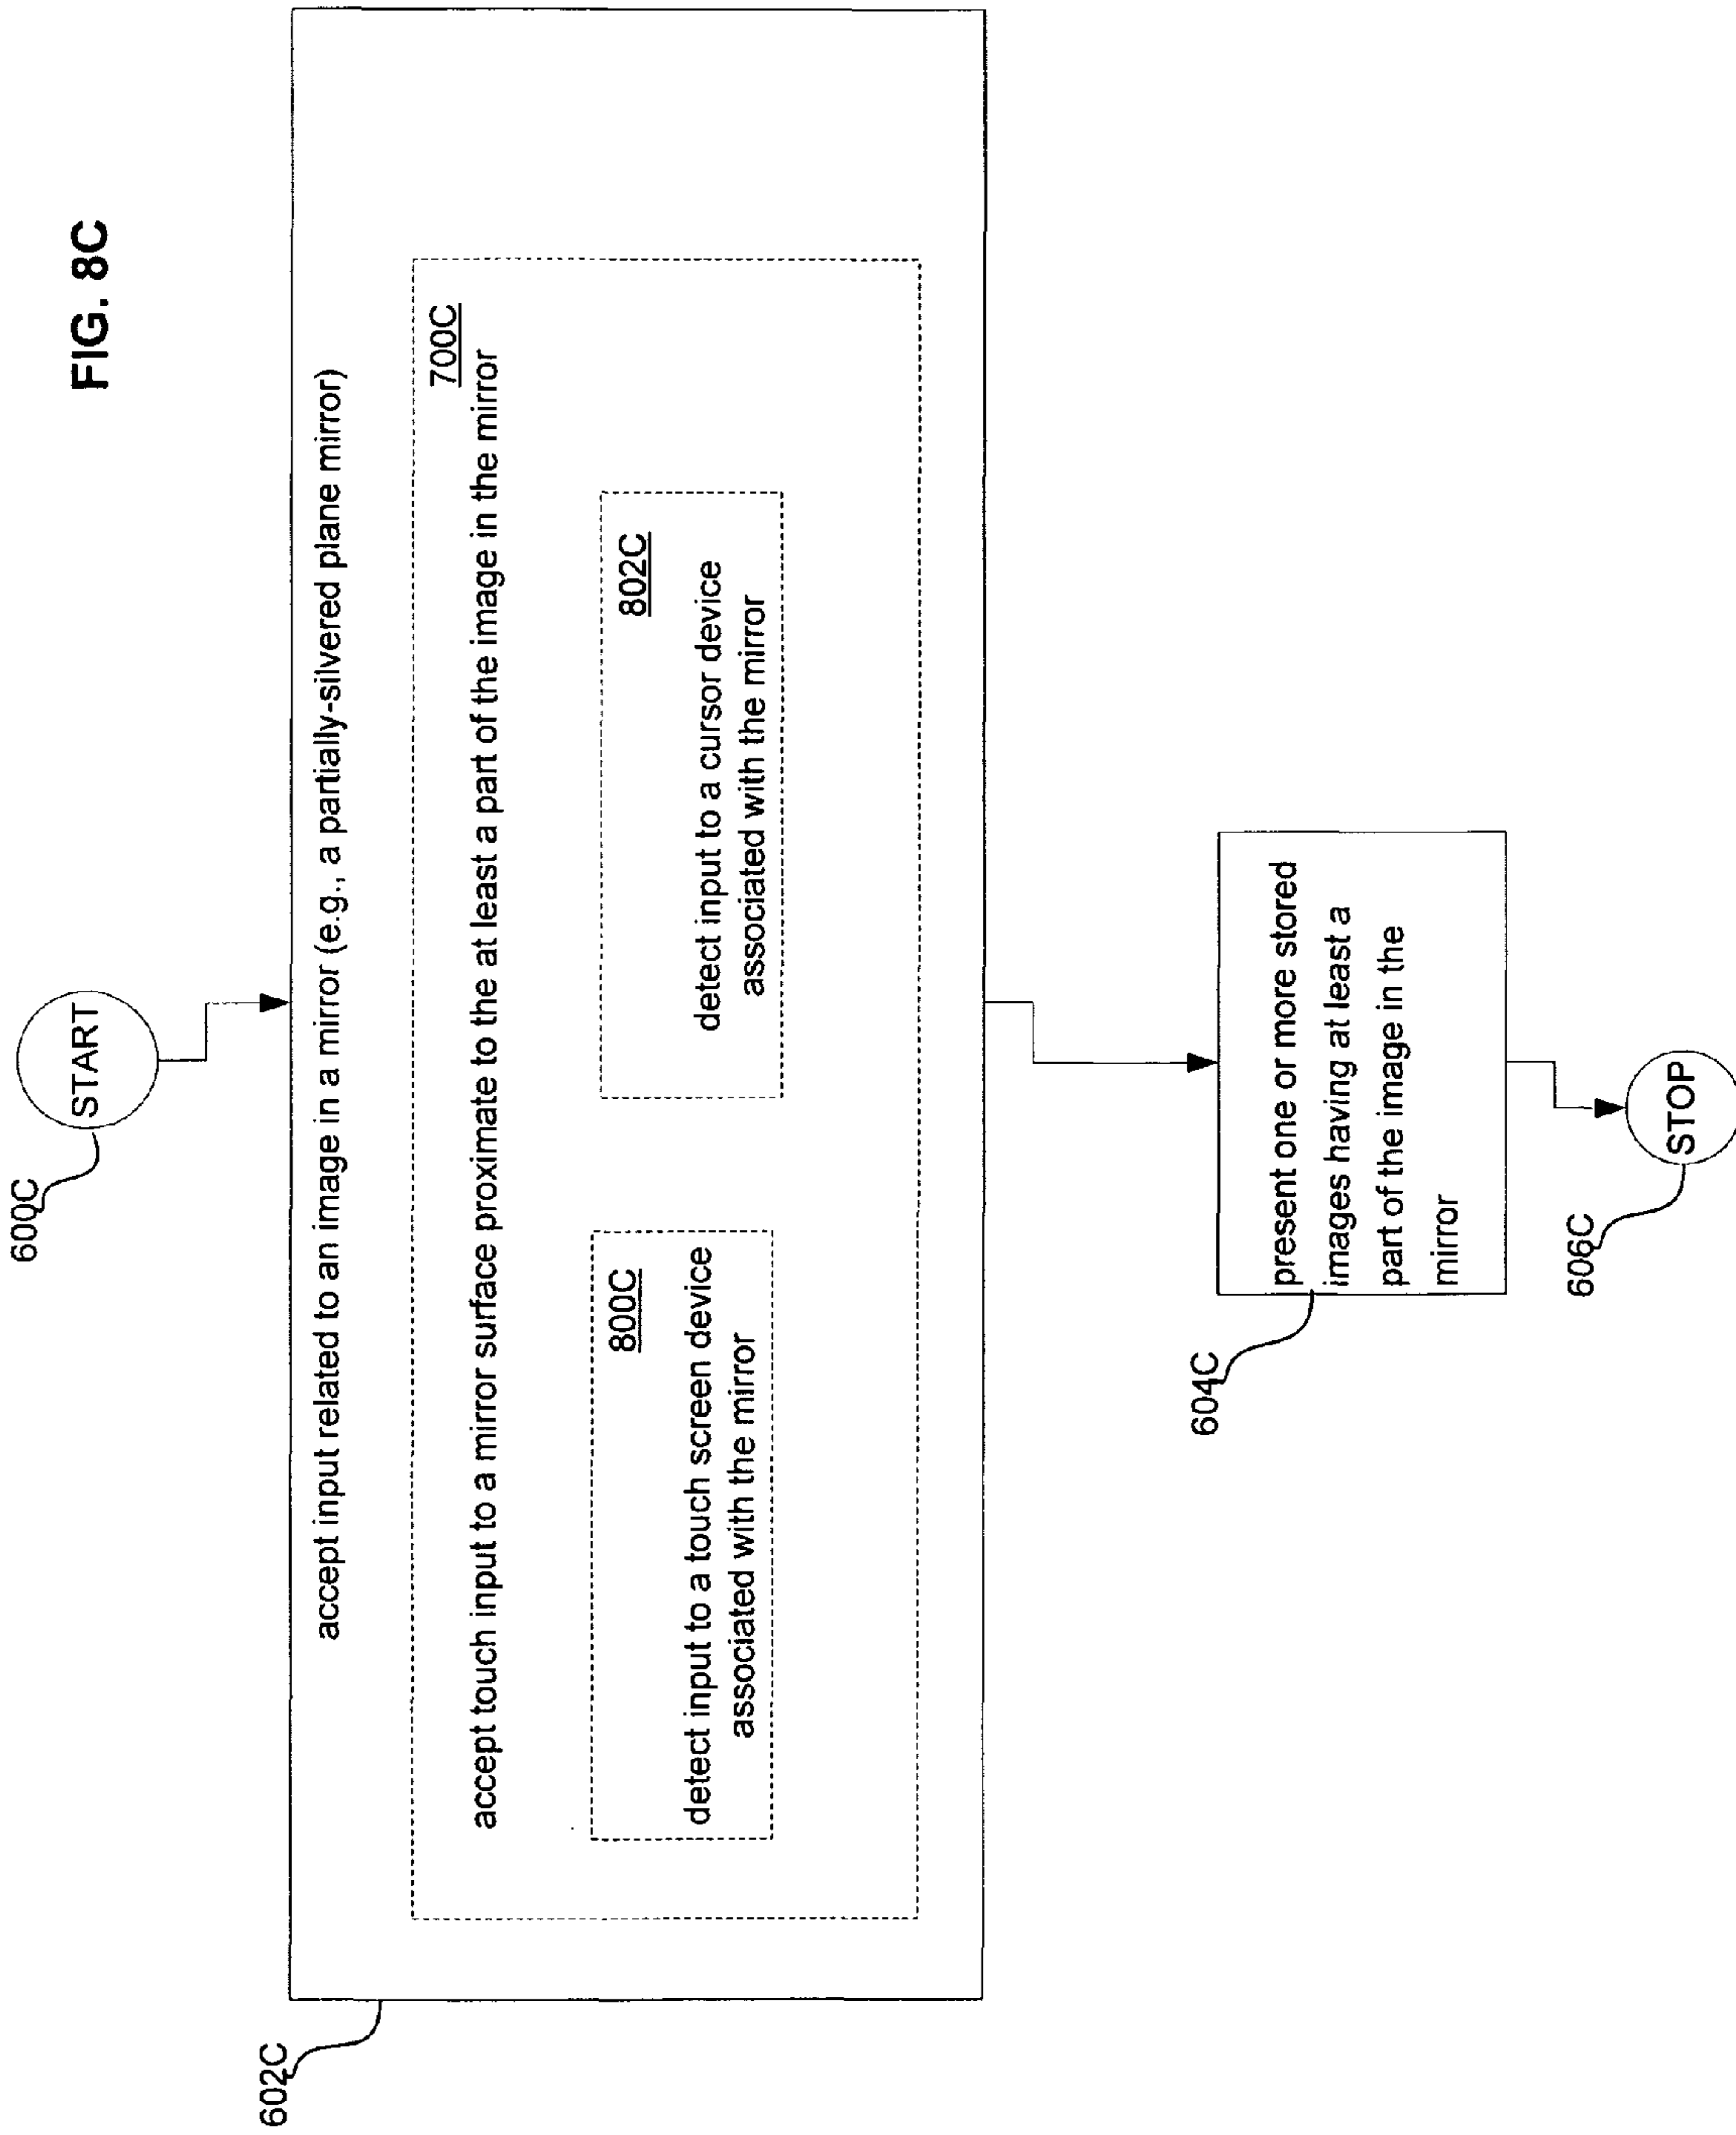 FIG. 8C
600C
START
602C
accept input related to an image in a mirror (e.g., a partially-silvered plane mirror)
700C
accept touch input to a mirror surface proximate to the at least a part of the image in the mirror
800C
detect input to a touch screen device
associated with the mirror
802C
detect input to a cursor device
associated with the mirror
604C
present one or more stored
images having at least a
part of the image in the
mirror
606C
STOP